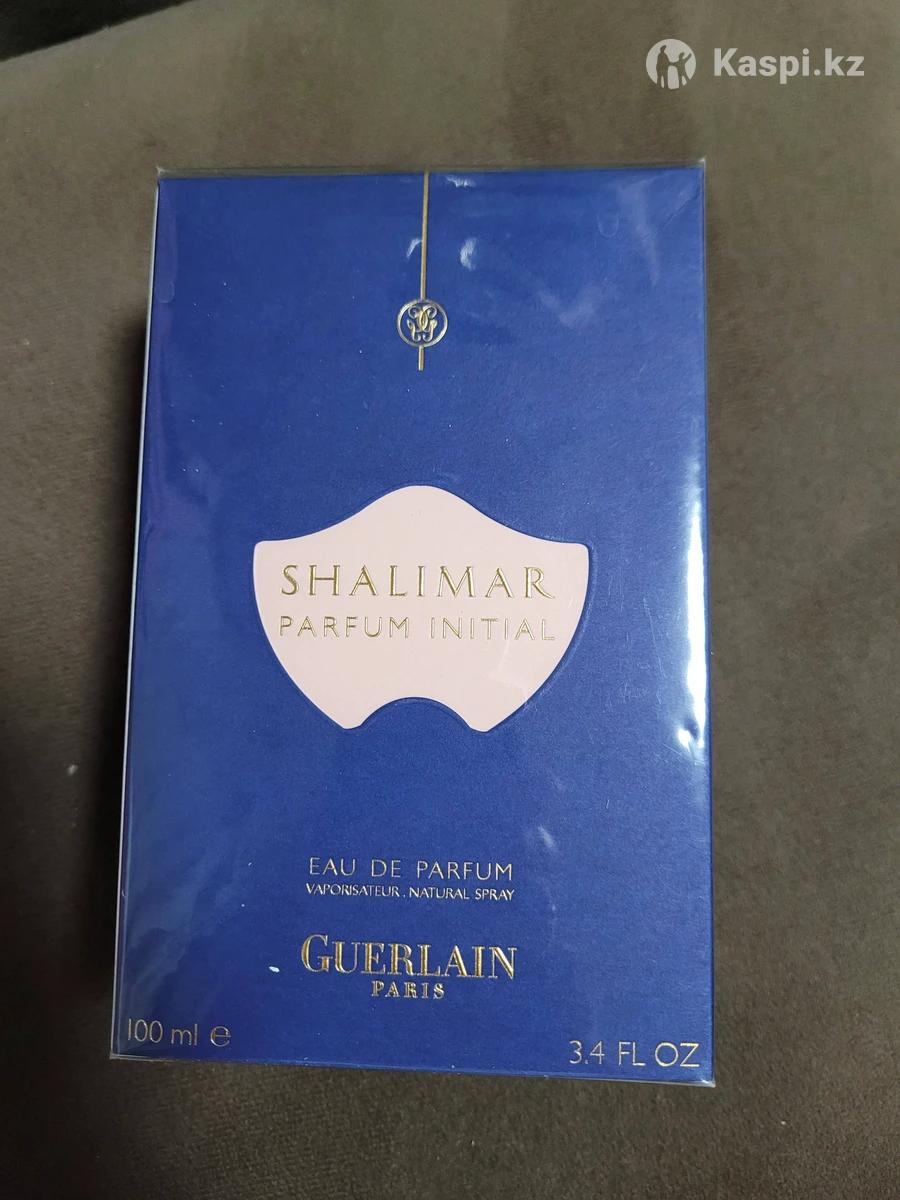 Kaspi.kz
SHALIMAR
PARFUM INITIAL
EAU DE PARFUM
VAPORISATEUR . NATURAL SPRAY
GUERLAIN
PARIS
100 ml ℮
3.4 FL OZ